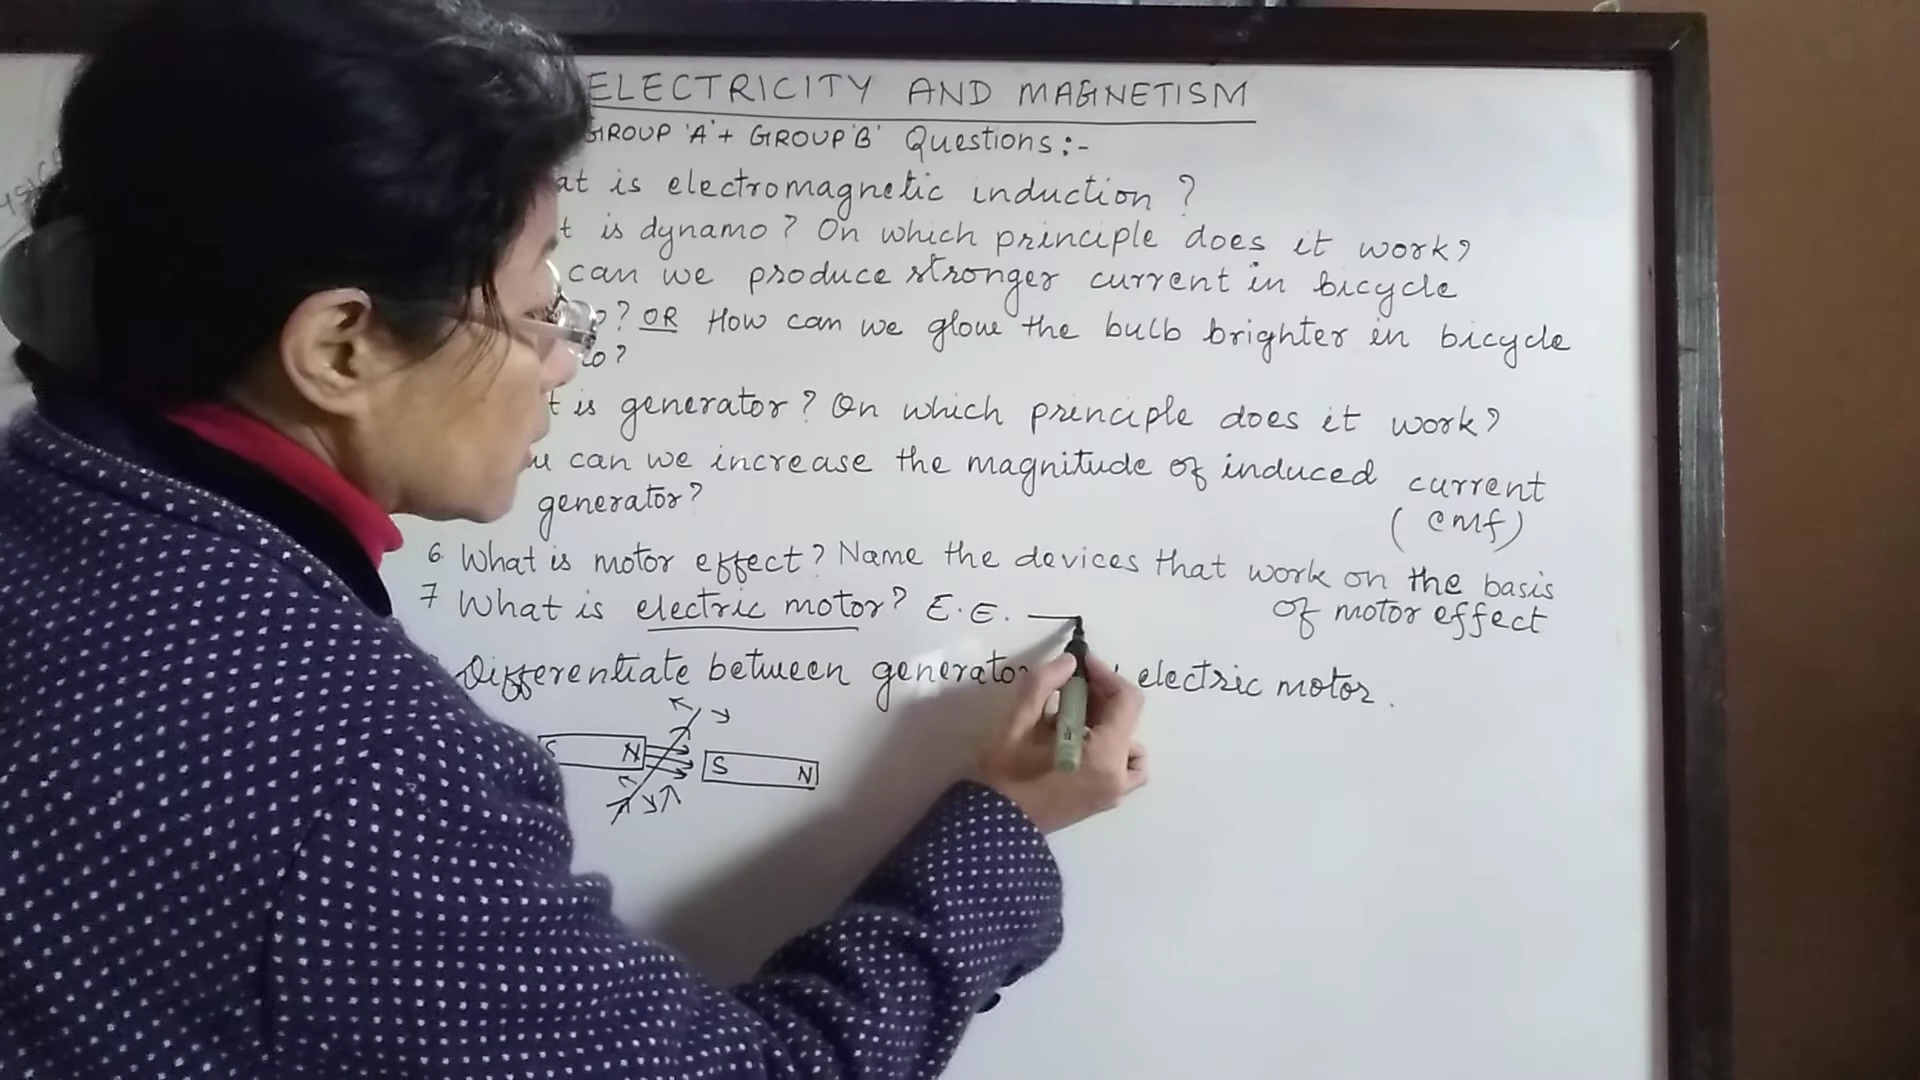 ELECTRICITY AND MAGNETISM
GROUP 'A' + GROUP 'B' Questions:-
at is electromagnetic induction ?
t is dynamo? On which principle does it work?
can we produce stronger current in bicycle
o? OR How can we glow the bulb brighter in bicycle
o?
t is generator? On which principle does it work?
can we increase the magnitude of induced current
generator? (emf)
6 What is motor effect? Name the devices that work on the basis
of motor effect
7 What is electric motor? E.E. —
Differentiate between generato electric motor.
S N S N